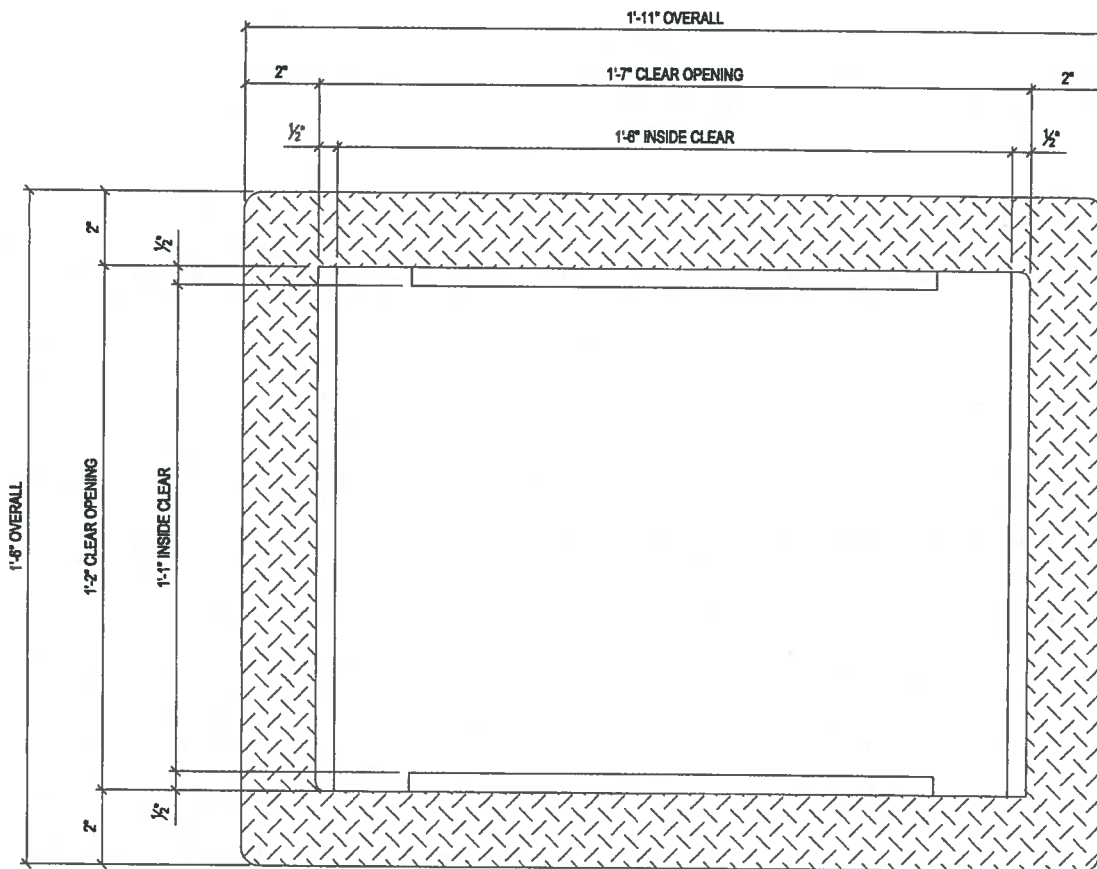 1'-11" OVERALL
2"
1'-7" CLEAR OPENING
2"
½"
1'-6" INSIDE CLEAR
½"
2"
½"
1'-6" OVERALL
1'-2" CLEAR OPENING
1'-1" INSIDE CLEAR
2"
½"